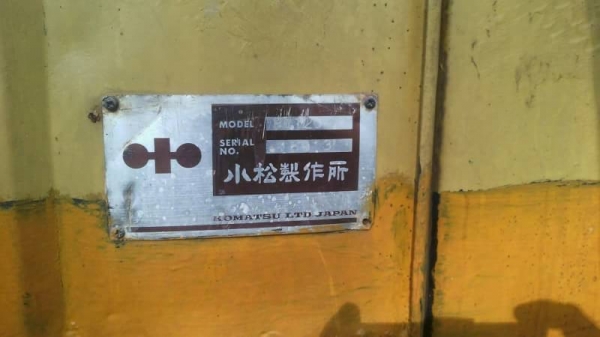 MODEL
SERIAL
NO.
小松製作所
KOMATSU LTD JAPAN